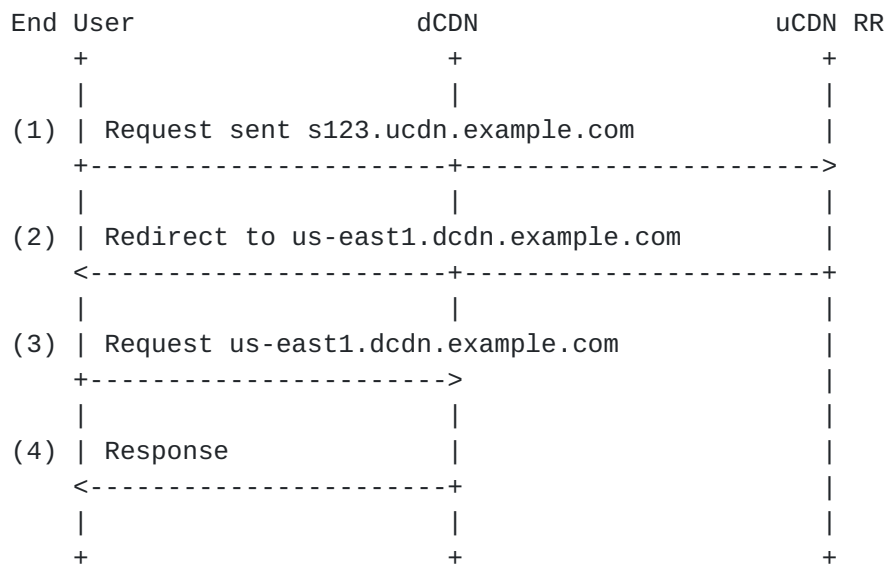 End User dCDN uCDN RR
(1) Request sent s123.ucdn.example.com
(2) Redirect to us-east1.dcdn.example.com
(3) Request us-east1.dcdn.example.com
(4) Response